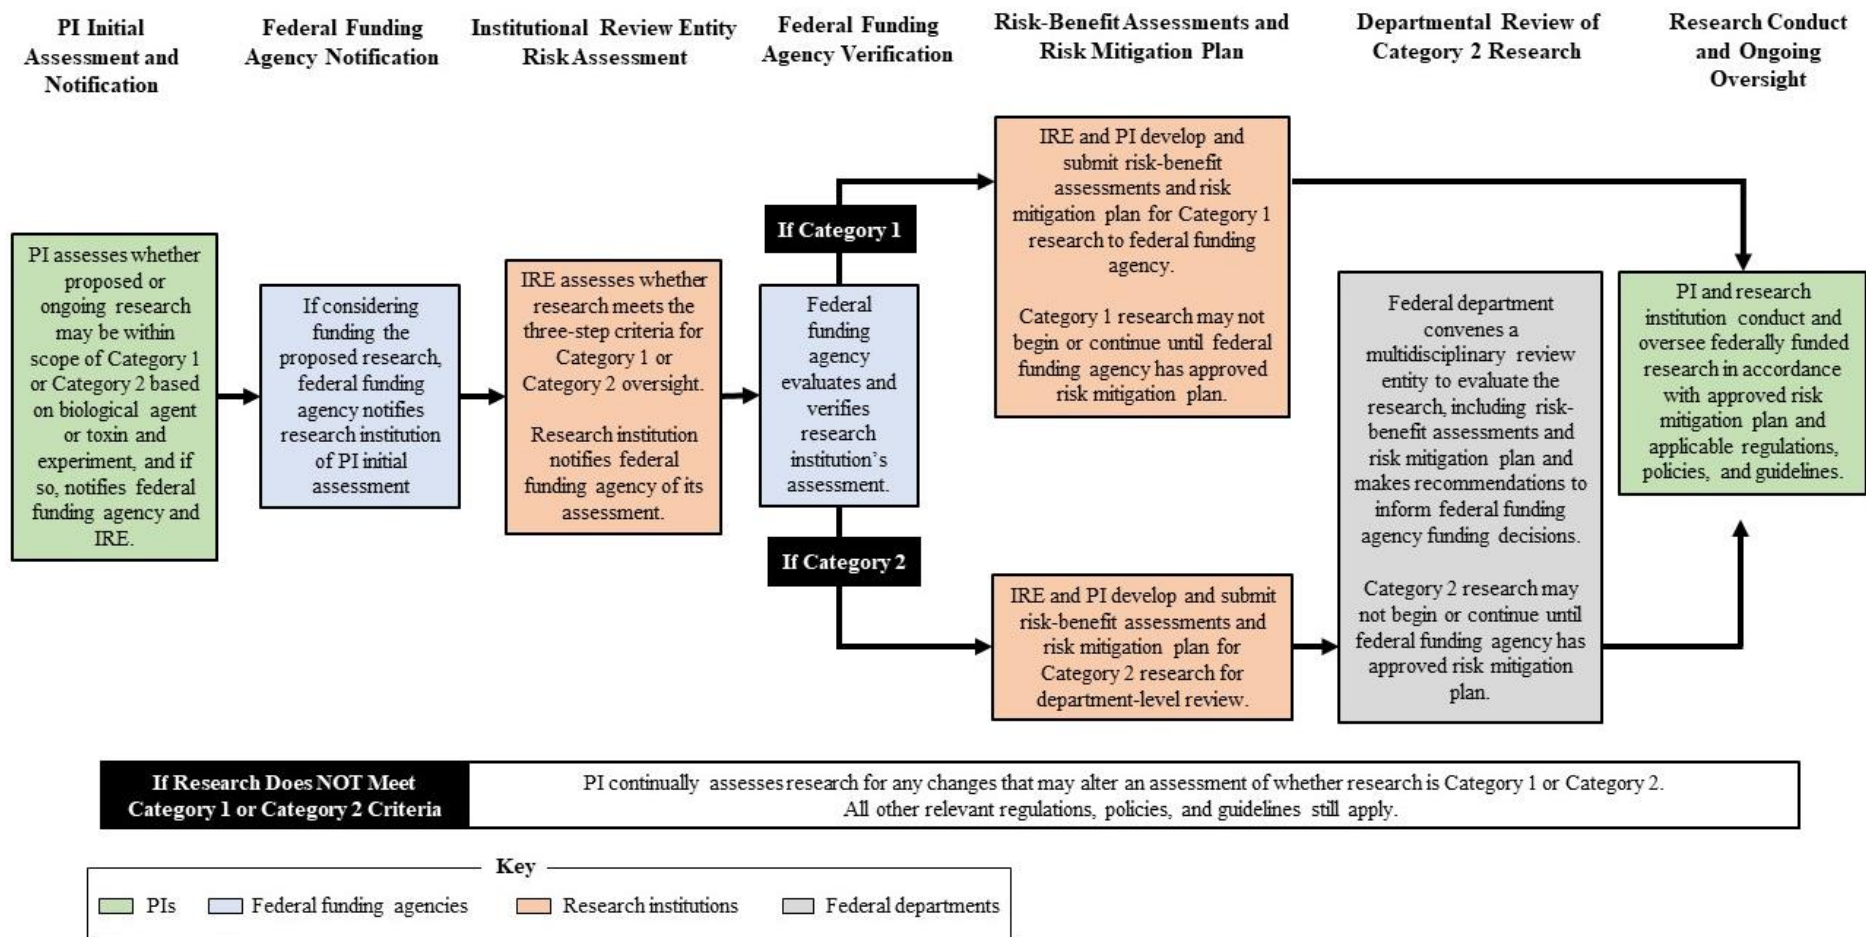 PI Initial
Assessment and
Notification
Federal Funding
Agency Notification
Institutional Review Entity
Risk Assessment
Federal Funding
Agency Verification
Risk-Benefit Assessments and
Risk Mitigation Plan
Departmental Review of
Category 2 Research
Research Conduct
and Ongoing
Oversight
PI assesses whether
proposed or
ongoing research
may be within
scope of Category 1
or Category 2 based
on biological agent
or toxin and
experiment, and if
so, notifies federal
funding agency and
IRE.
If considering
funding the
proposed research,
federal funding
agency notifies
research institution
of PI initial
assessment
IRE assesses whether
research meets the
three-step criteria for
Category 1 or
Category 2 oversight.
Research institution
notifies federal
funding agency of its
assessment.
If Category 1
Federal
funding
agency
evaluates and
verifies
research
institution's
assessment.
If Category 2
IRE and PI develop and
submit risk-benefit
assessments and risk
mitigation plan for Category 1
research to federal funding
agency.
Category 1 research may not
begin or continue until federal
funding agency has approved
risk mitigation plan.
IRE and PI develop and submit
risk-benefit assessments and
risk mitigation plan for
Category 2 research for
department-level review.
Federal department
convenes a
multidisciplinary review
entity to evaluate the
research, including risk-
benefit assessments and
risk mitigation plan and
makes recommendations to
inform federal funding
agency funding decisions.
Category 2 research may
not begin or continue until
federal funding agency has
approved risk mitigation
plan.
PI and research
institution conduct and
oversee federally funded
research in accordance
with approved risk
mitigation plan and
applicable regulations,
policies, and guidelines.
If Research Does NOT Meet
Category 1 or Category 2 Criteria
PI continually assesses research for any changes that may alter an assessment of whether research is Category 1 or Category 2.
All other relevant regulations, policies, and guidelines still apply.
Key
PIs
Federal funding agencies
Research institutions
Federal departments